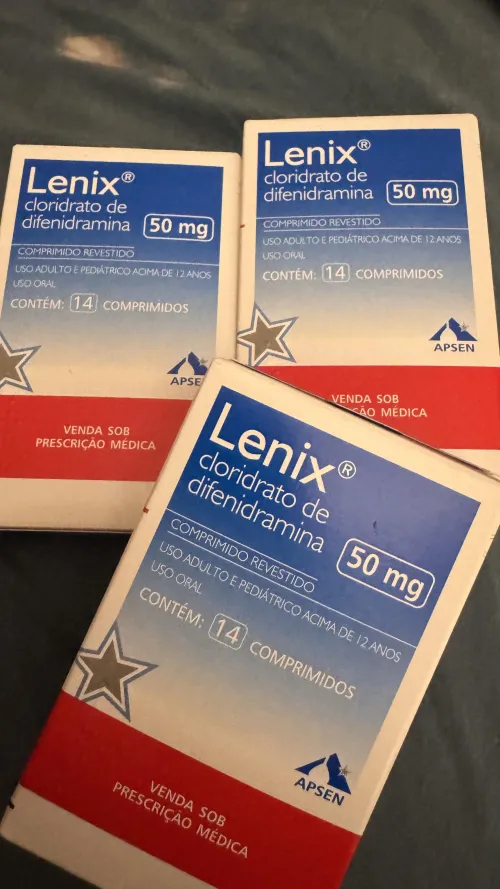 Lenix®
cloridrato de
difenidramina 50 mg
COMPRIMIDO REVESTIDO
USO ADULTO E PEDIÁTRICO ACIMA DE 12 ANOS
USO ORAL
CONTÉM: 14 COMPRIMIDOS
APSEN
VENDA SOB
PRESCRIÇÃO MÉDICA
Lenix®
cloridrato de
difenidramina 50 mg
COMPRIMIDO REVESTIDO
USO ADULTO E PEDIÁTRICO ACIMA DE 12 ANOS
USO ORAL
CONTÉM: 14 COMPRIMIDOS
APSEN
VENDA SOB
MÉDICA
Lenix®
cloridrato de
difenidramina 50 mg
COMPRIMIDO REVESTIDO
USO ADULTO E PEDIÁTRICO ACIMA DE 12 ANOS
USO ORAL
CONTÉM: 14 COMPRIMIDOS
APSEN
VENDA SOB
PRESCRIÇÃO MÉDICA